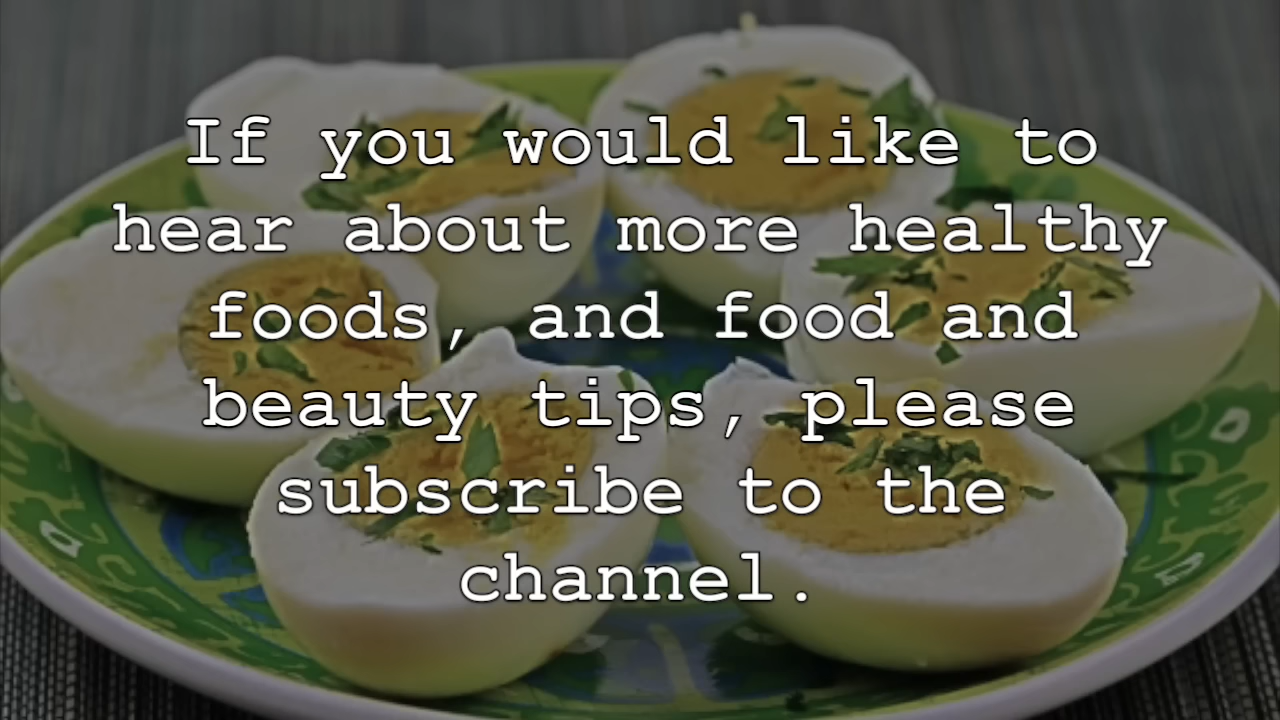 If you would like to
hear about more healthy
foods, and food and
beauty tips, please
subscribe to the
channel.